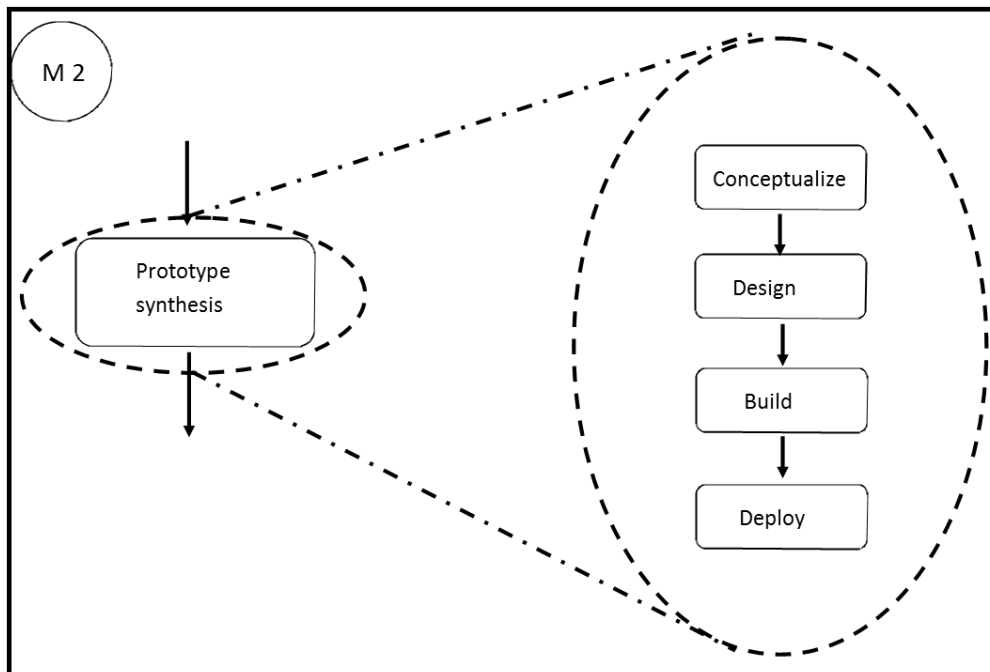 M 2
Prototype
synthesis
Conceptualize
Design
Build
Deploy